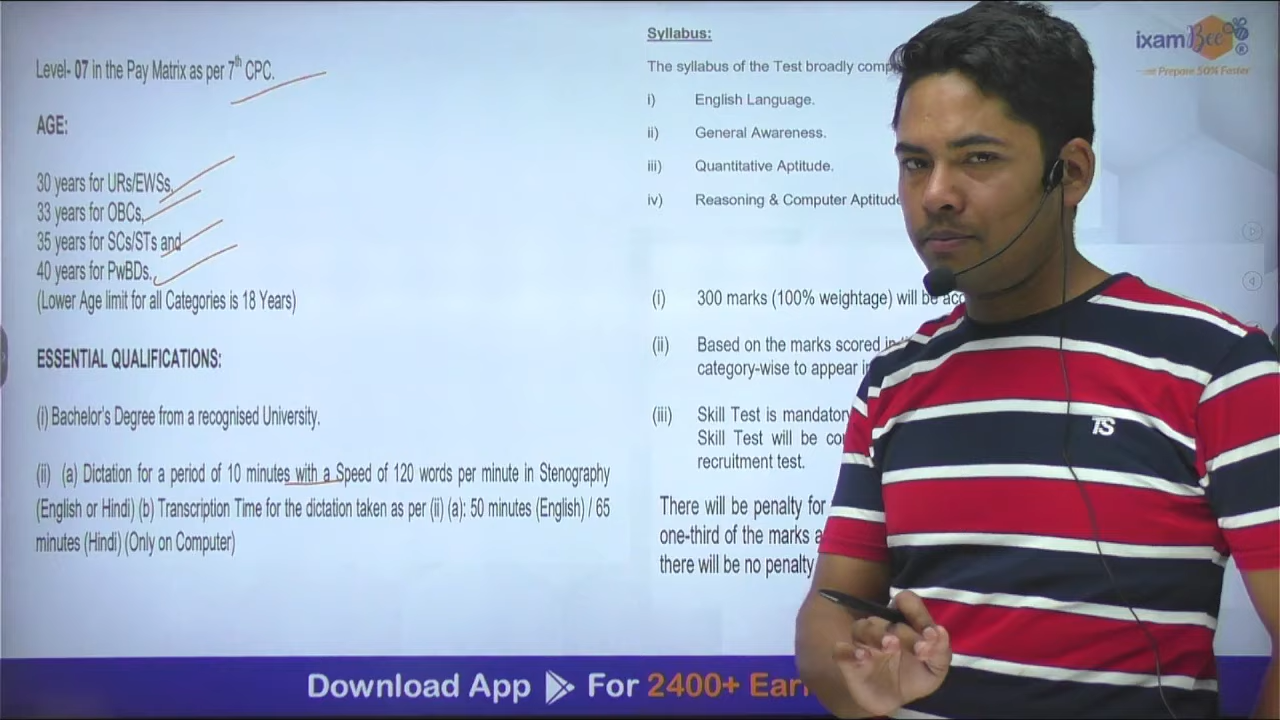 Level- 07 in the Pay Matrix as per 7th CPC.
AGE:
30 years for URs/EWSs,
33 years for OBCs,
35 years for SCs/STs and
40 years for PwBDs.
(Lower Age limit for all Categories is 18 Years)
ESSENTIAL QUALIFICATIONS:
(i) Bachelor's Degree from a recognised University.
(ii) (a) Dictation for a period of 10 minutes with a Speed of 120 words per minute in Stenography
(English or Hindi) (b) Transcription Time for the dictation taken as per (ii) (a): 50 minutes (English) / 65
minutes (Hindi) (Only on Computer)
Syllabus:
The syllabus of the Test broadly
i) English Language.
ii) General Awareness.
iii) Quantitative Aptitude.
iv) Reasoning & Computer Aptitude
(i) 300 marks (100% weightage) will be
(ii) Based on the marks scored
category-wise to appear
(iii) Skill Test is mandatory
Skill Test will be
recruitment test.
There will be penalty for
one-third of the marks
there will be no penalty
ixamBee
Prepare 50% Faster
TS
Download App For 2400+